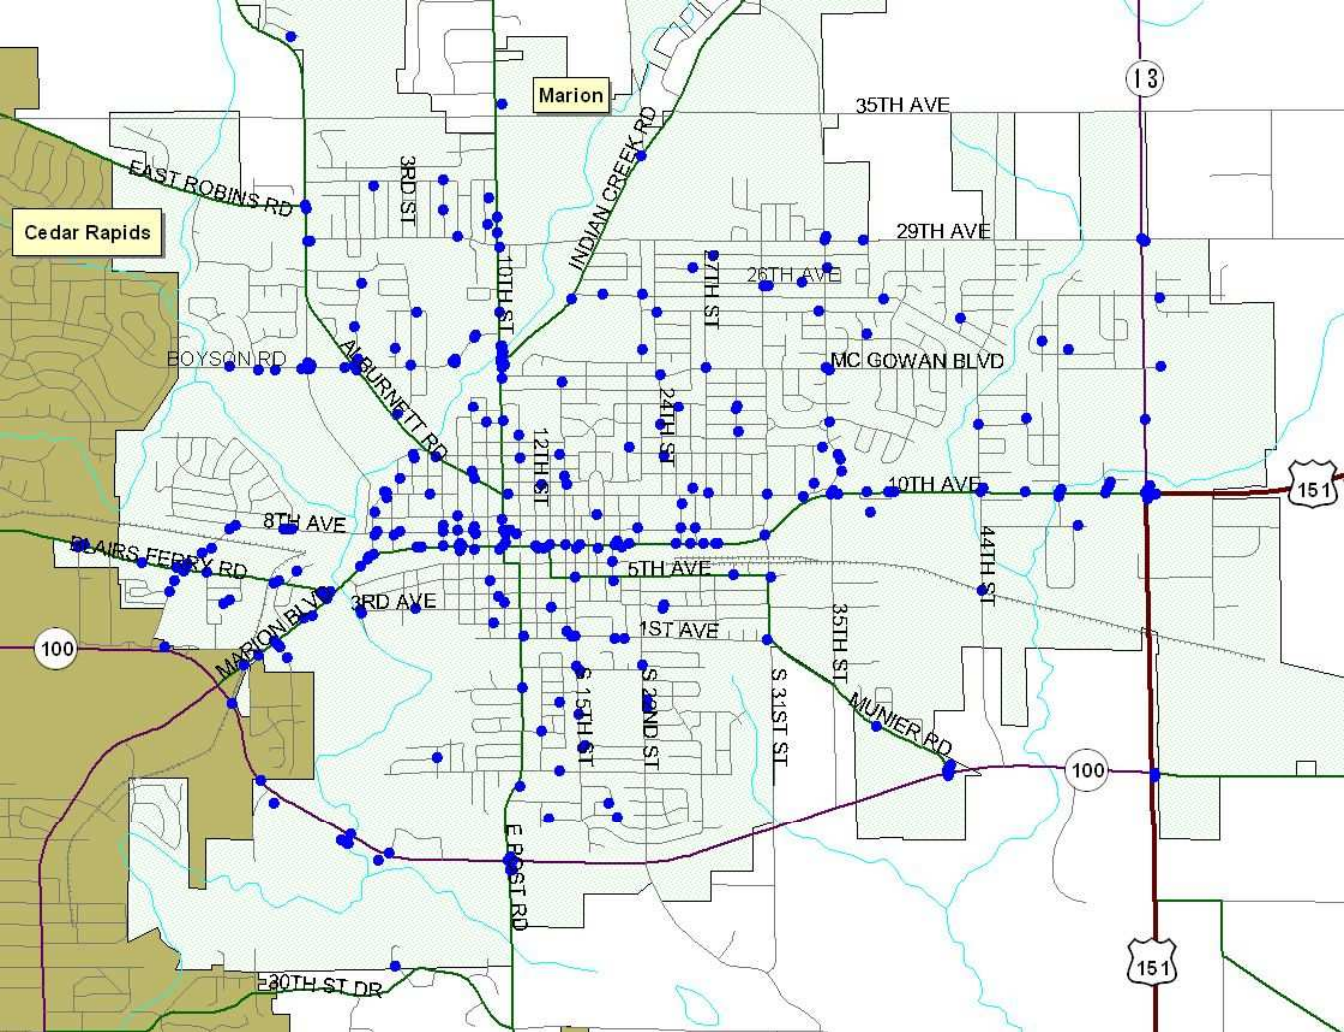 13
Marion
35TH AVE
EAST ROBINS RD
3RD ST
INDIAN CREEK RD
Cedar Rapids
29TH AVE
10TH ST
27TH ST
26TH AVE
BOYSON RD
ALBURNETT RD
MC GOWAN BLVD
24TH ST
12TH ST
10TH AVE
151
8TH AVE
BLAIRS FERRY RD
44TH ST
5TH AVE
3RD AVE
MARION BLVD
1ST AVE
35TH ST
100
S 15TH ST
S 22ND ST
S 31ST ST
MUNIER RD
100
E POST RD
151
30TH ST DR